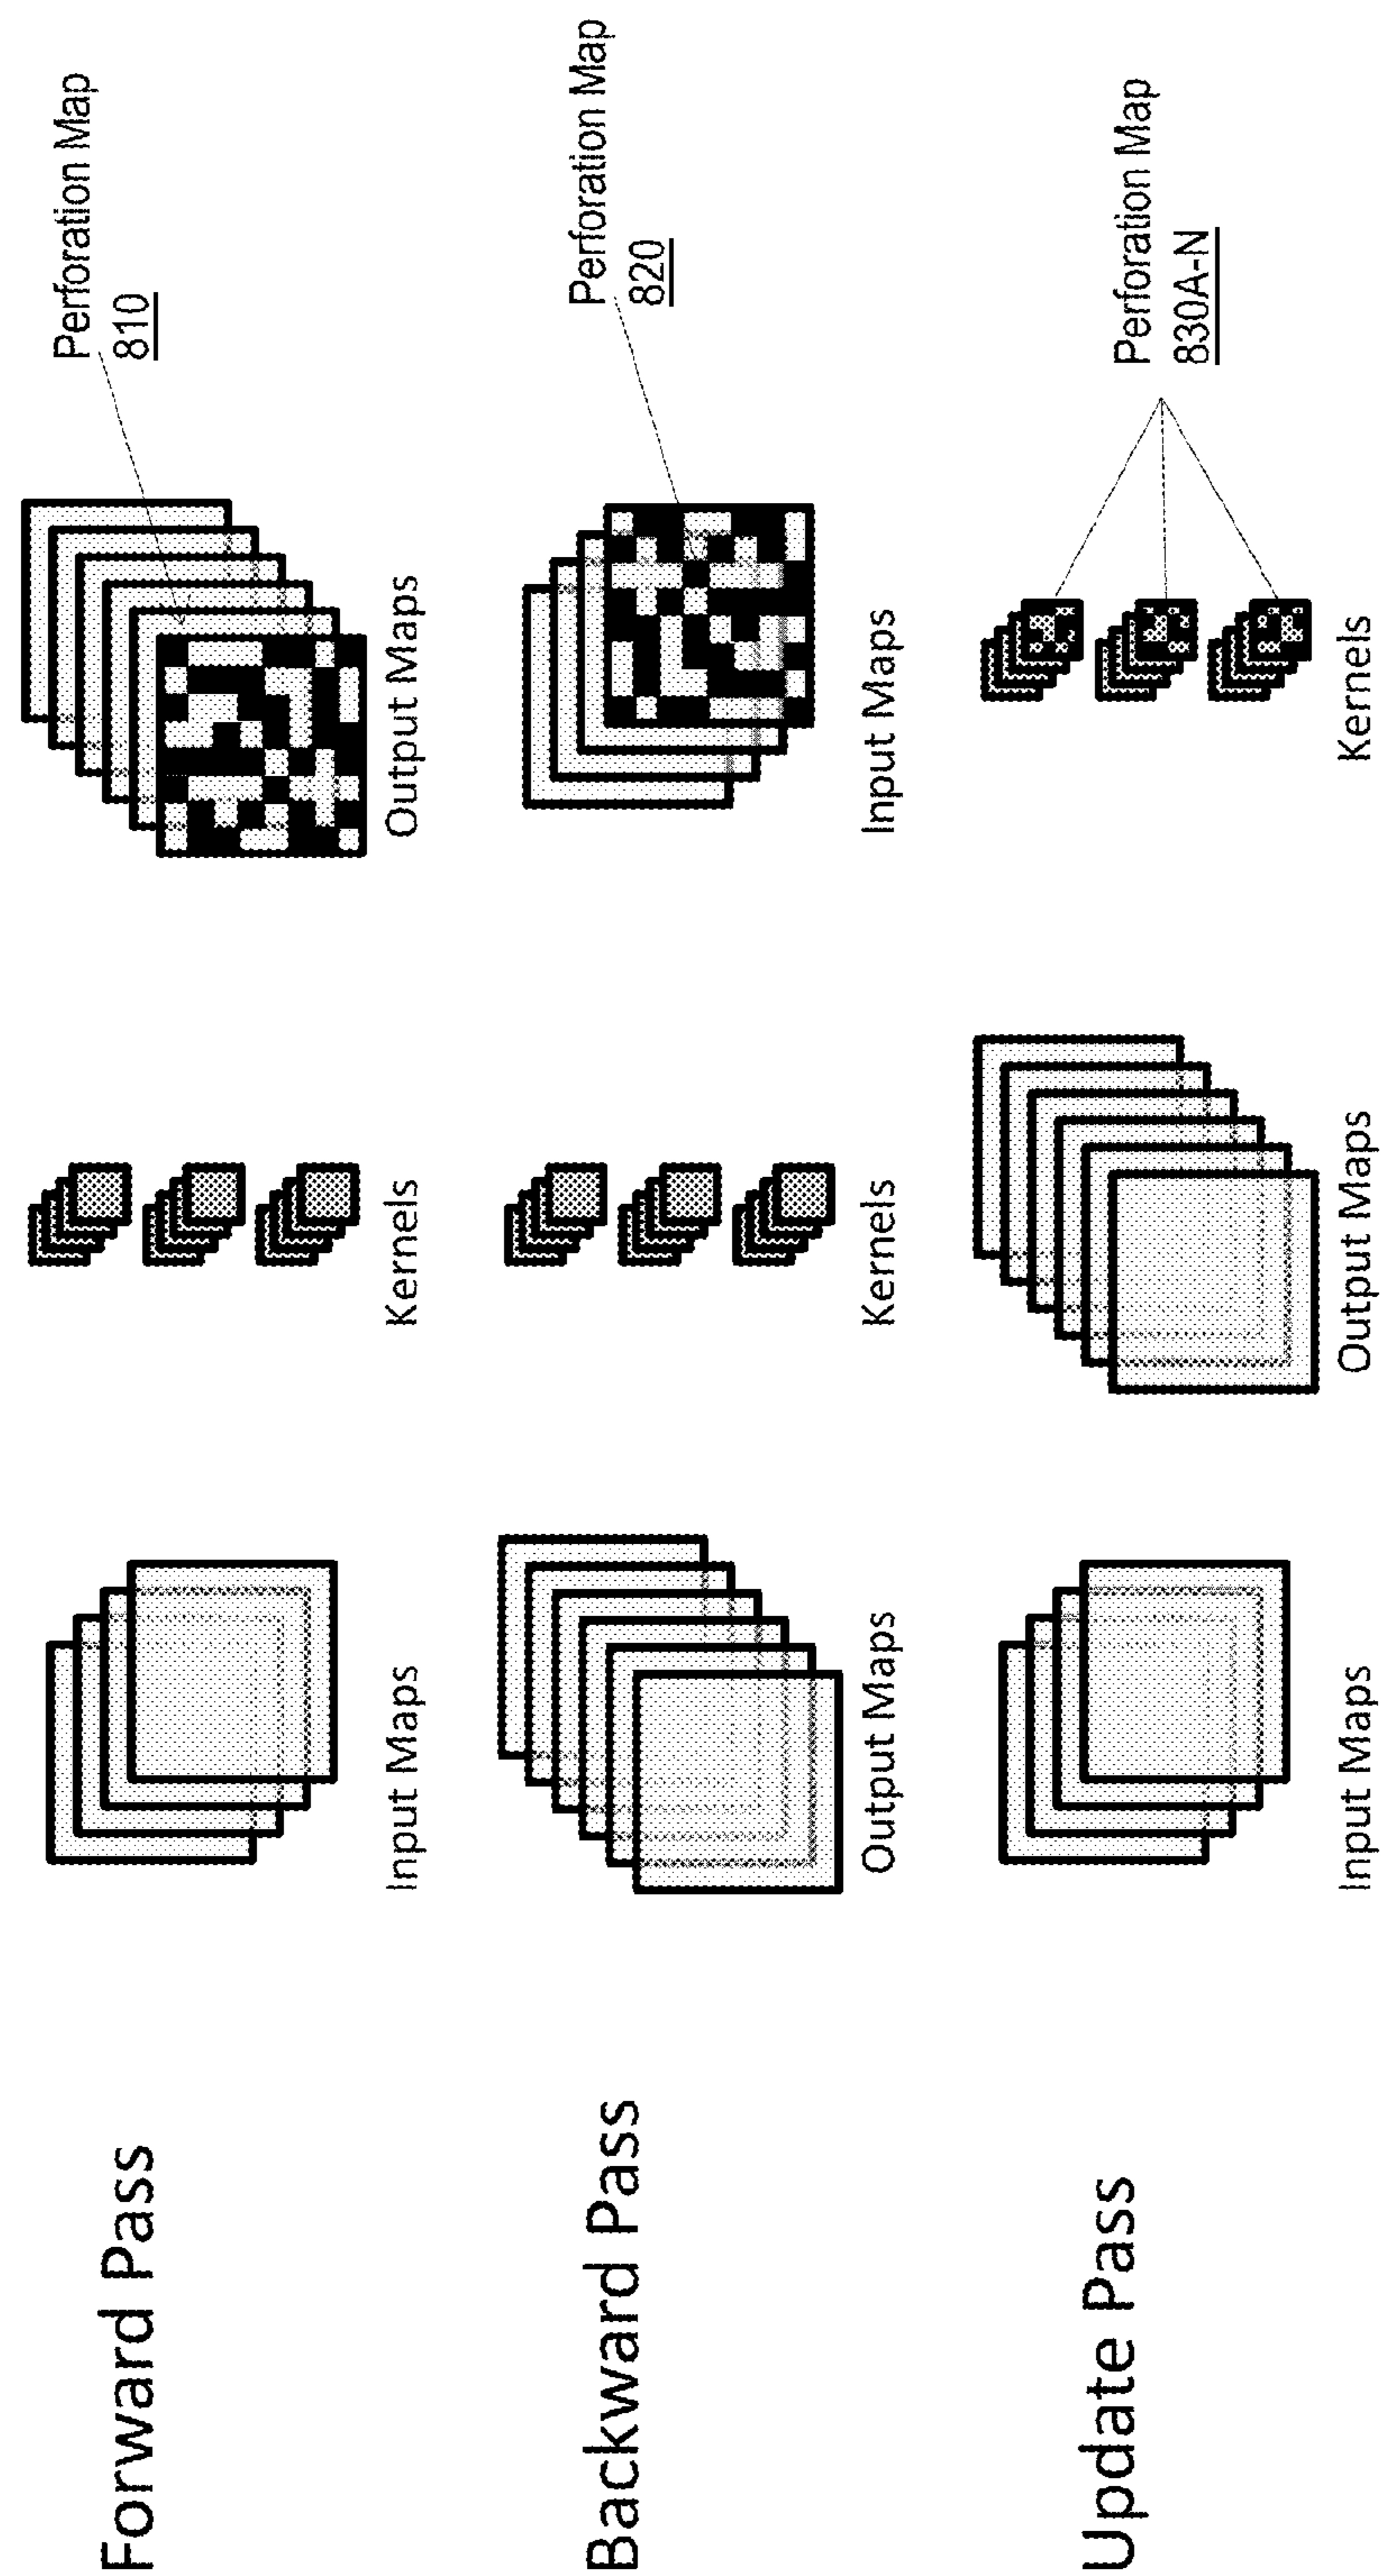 Forward Pass
Input Maps
Kernels
Output Maps
Perforation Map
810
Backward Pass
Output Maps
Kernels
Input Maps
Perforation Map
820
Update Pass
Input Maps
Output Maps
Kernels
Perforation Map
830A-N